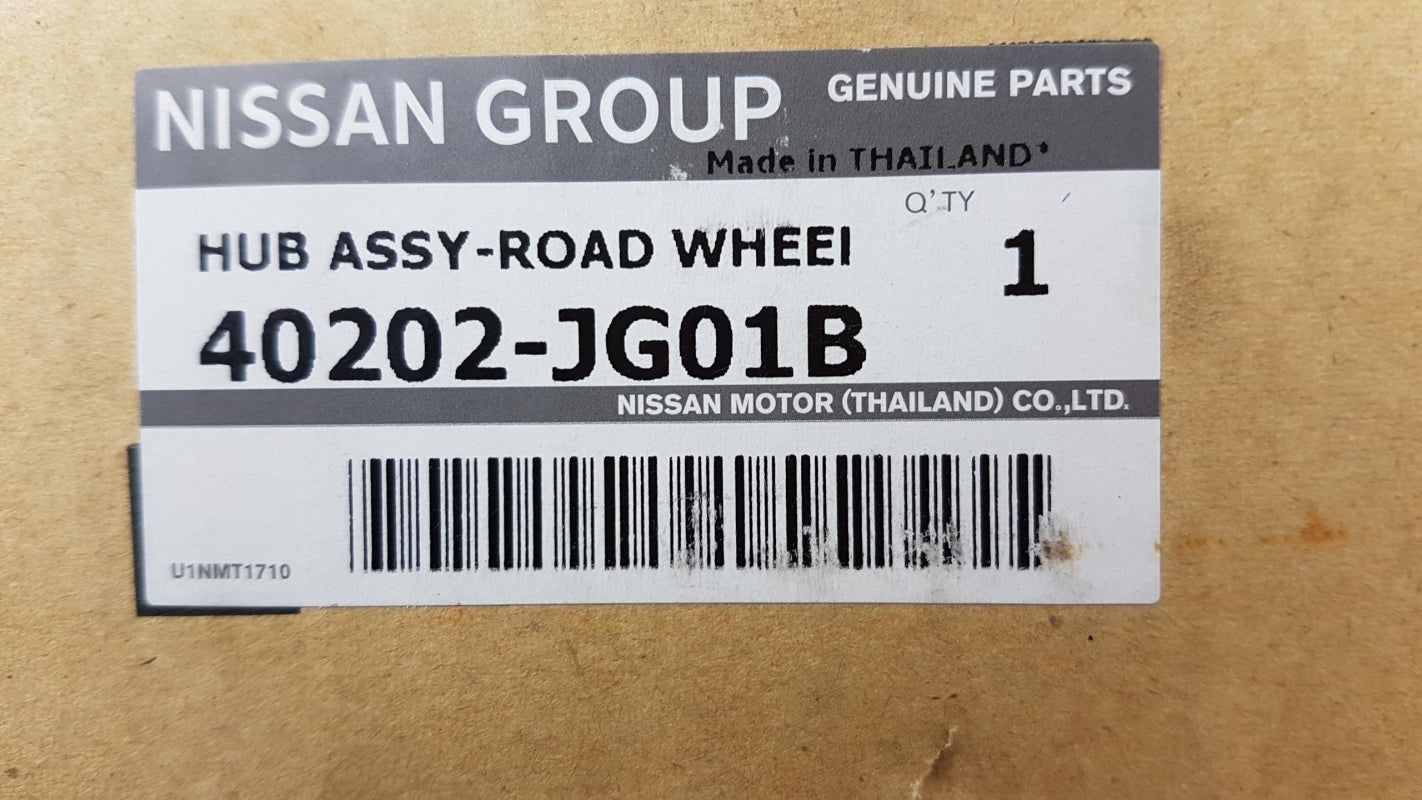 NISSAN GROUP
GENUINE PARTS
Made in THAILAND*
Q'TY
HUB ASSY-ROAD WHEEl
1
40202-JG01B
NISSAN MOTOR (THAILAND) CO.,LTD.
U1NMT1710